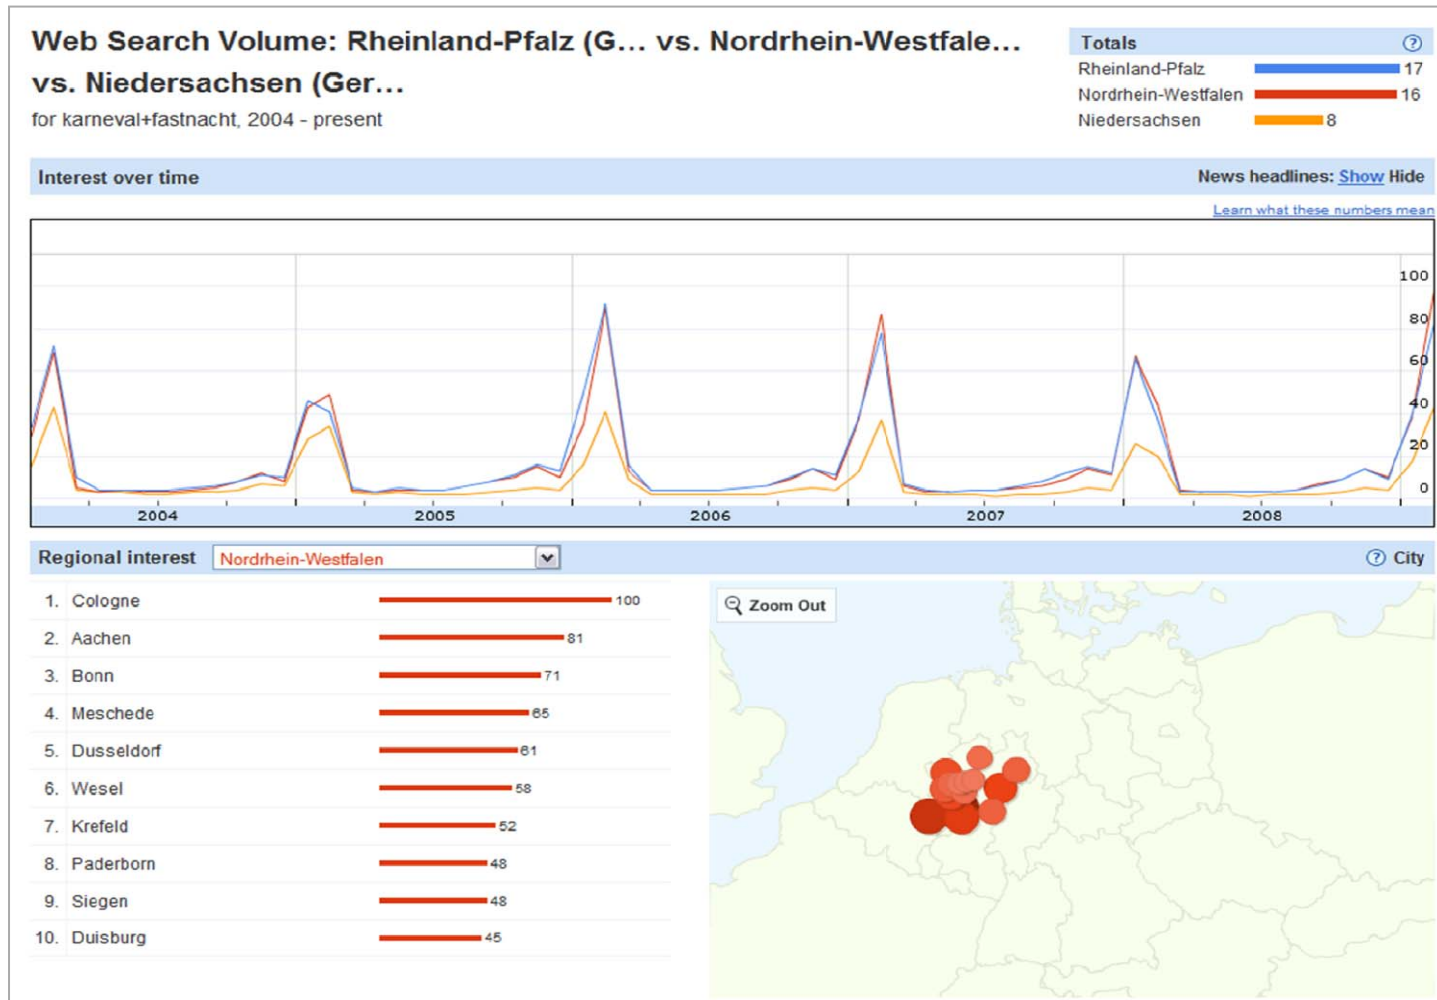 Web Search Volume: Rheinland-Pfalz (G... vs. Nordrhein-Westfale...
vs. Niedersachsen (Ger...
for karneval+fastnacht, 2004 - present
Totals ?
Rheinland-Pfalz 17
Nordrhein-Westfalen 16
Niedersachsen 8
Interest over time News headlines: Show Hide
Learn what these numbers mean
100
80
60
40
20
0
2004 2005 2006 2007 2008
Regional interest Nordrhein-Westfalen ? City
1. Cologne 100
2. Aachen 81
3. Bonn 71
4. Meschede 65
5. Dusseldorf 61
6. Wesel 58
7. Krefeld 52
8. Paderborn 48
9. Siegen 48
10. Duisburg 45
Zoom Out